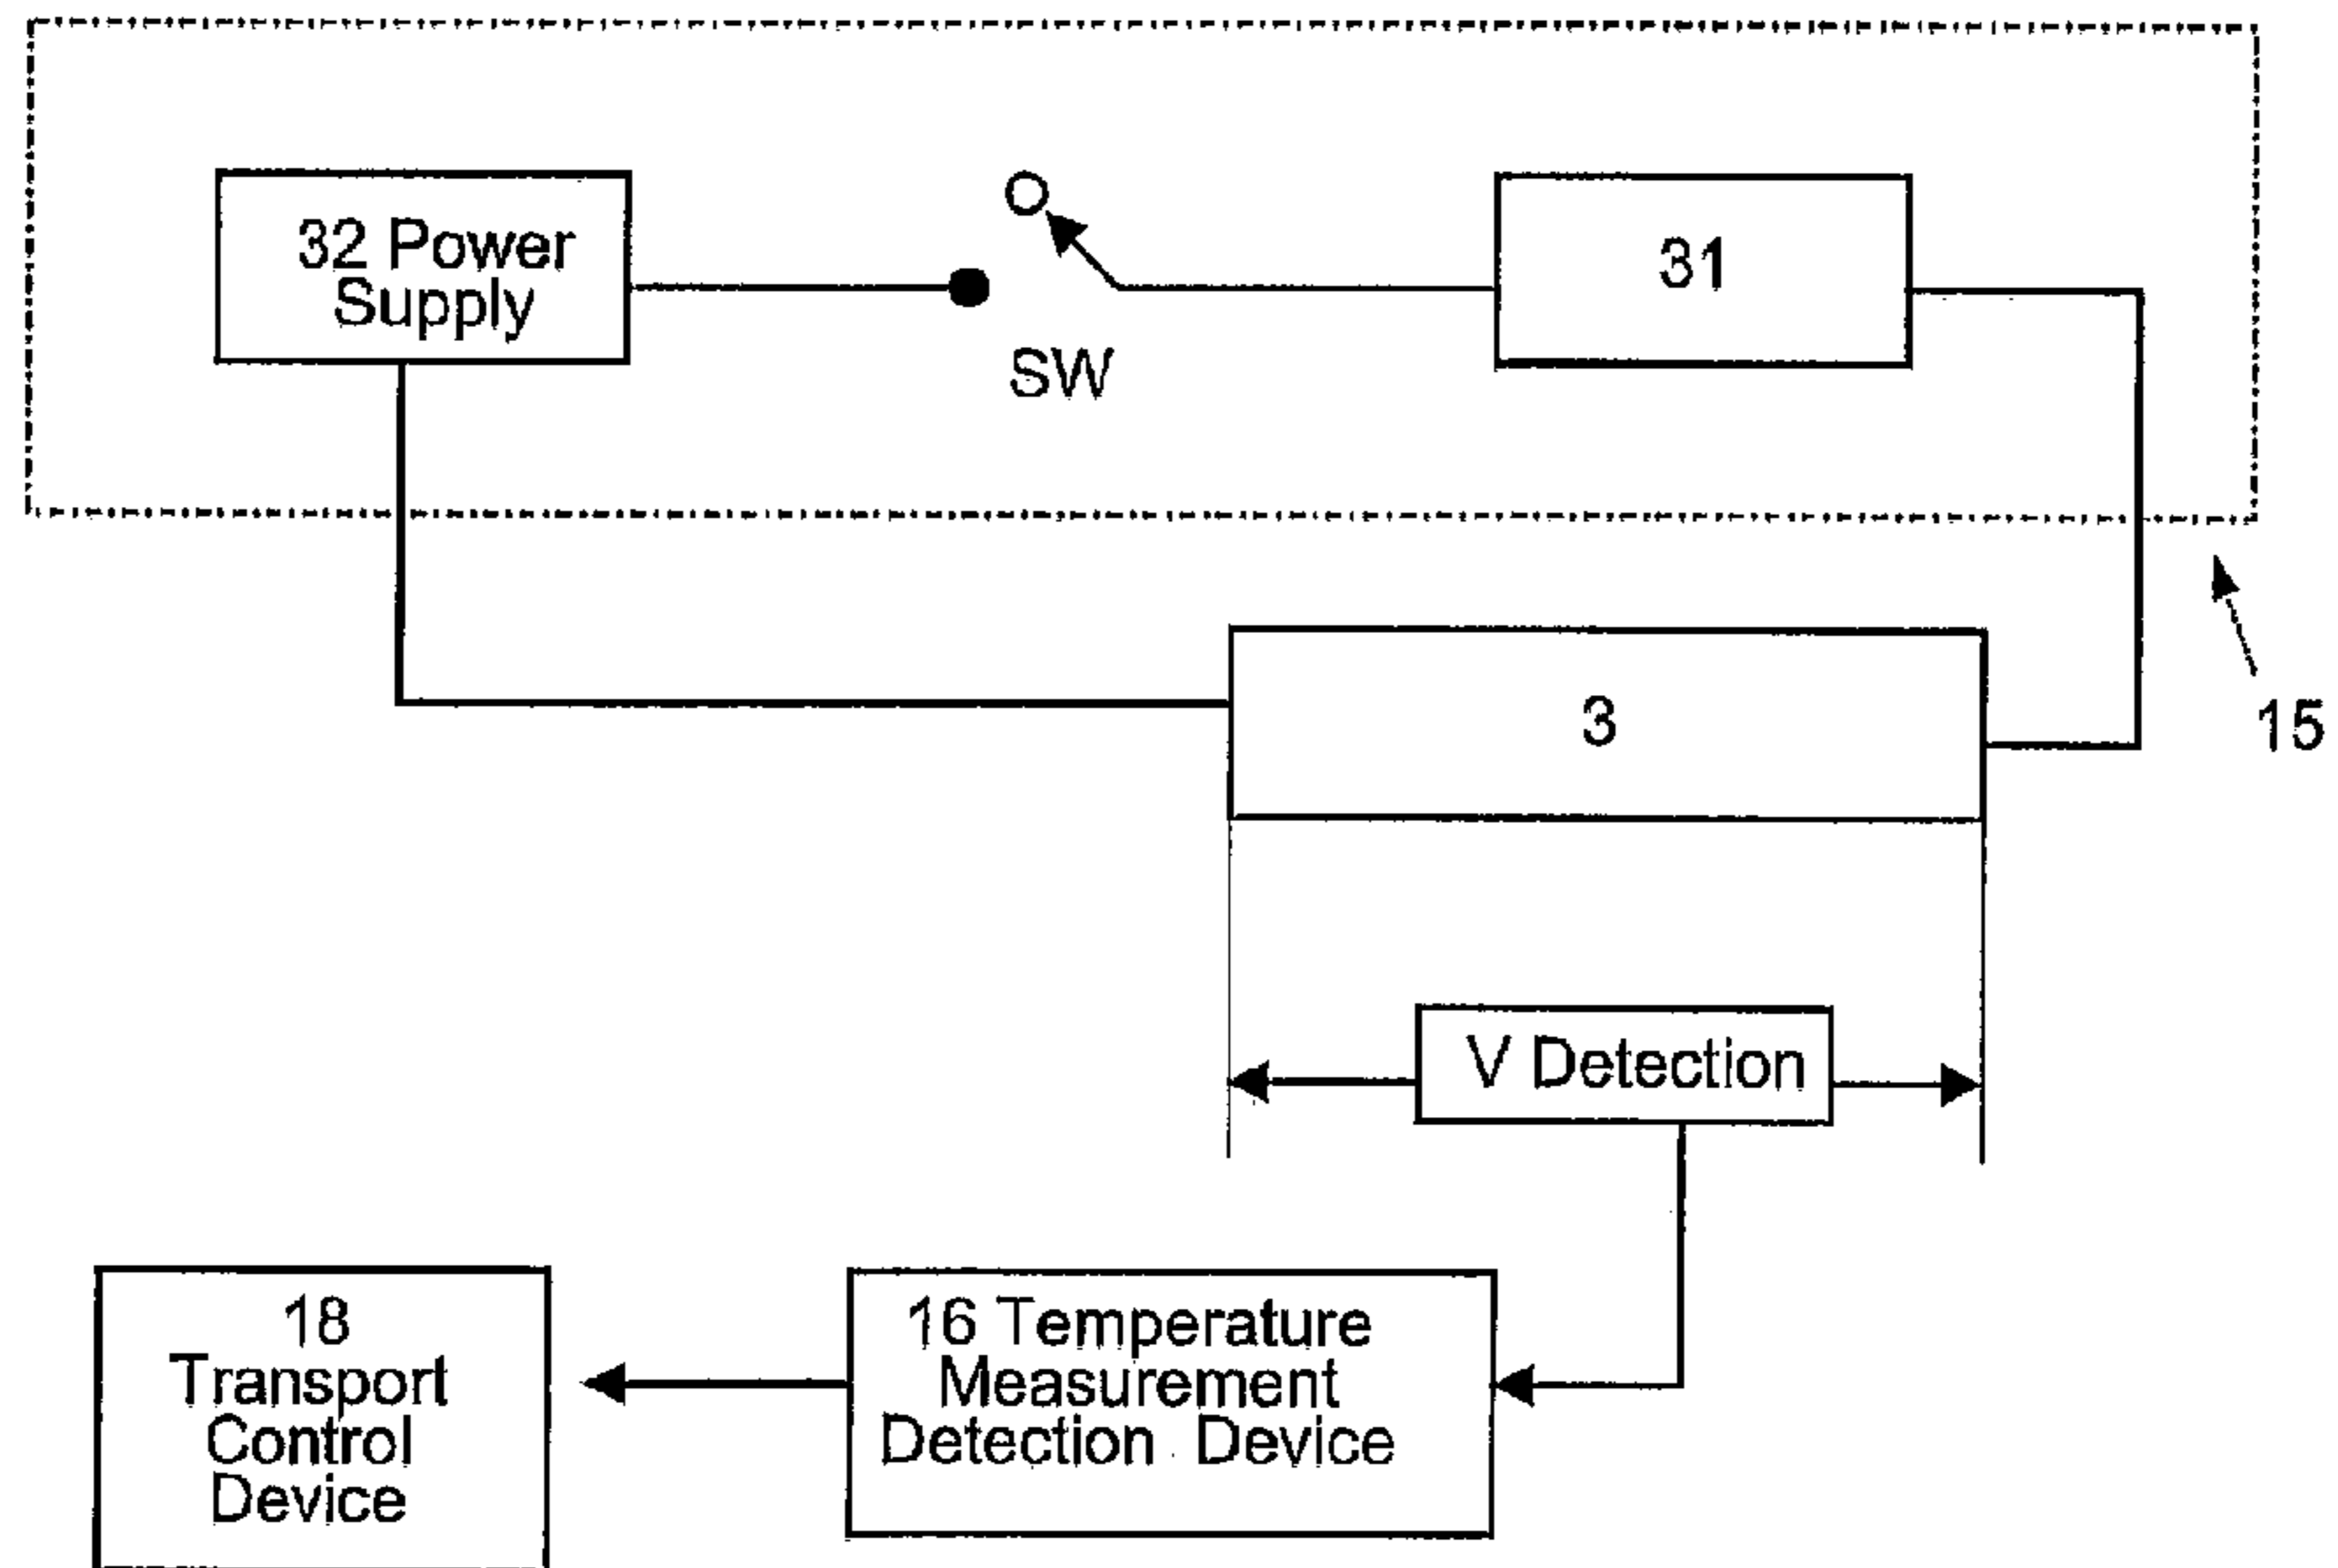 32 Power
Supply
SW
31
3
15
V Detection
18
Transport
Control
Device
16 Temperature
Measurement
Detection Device